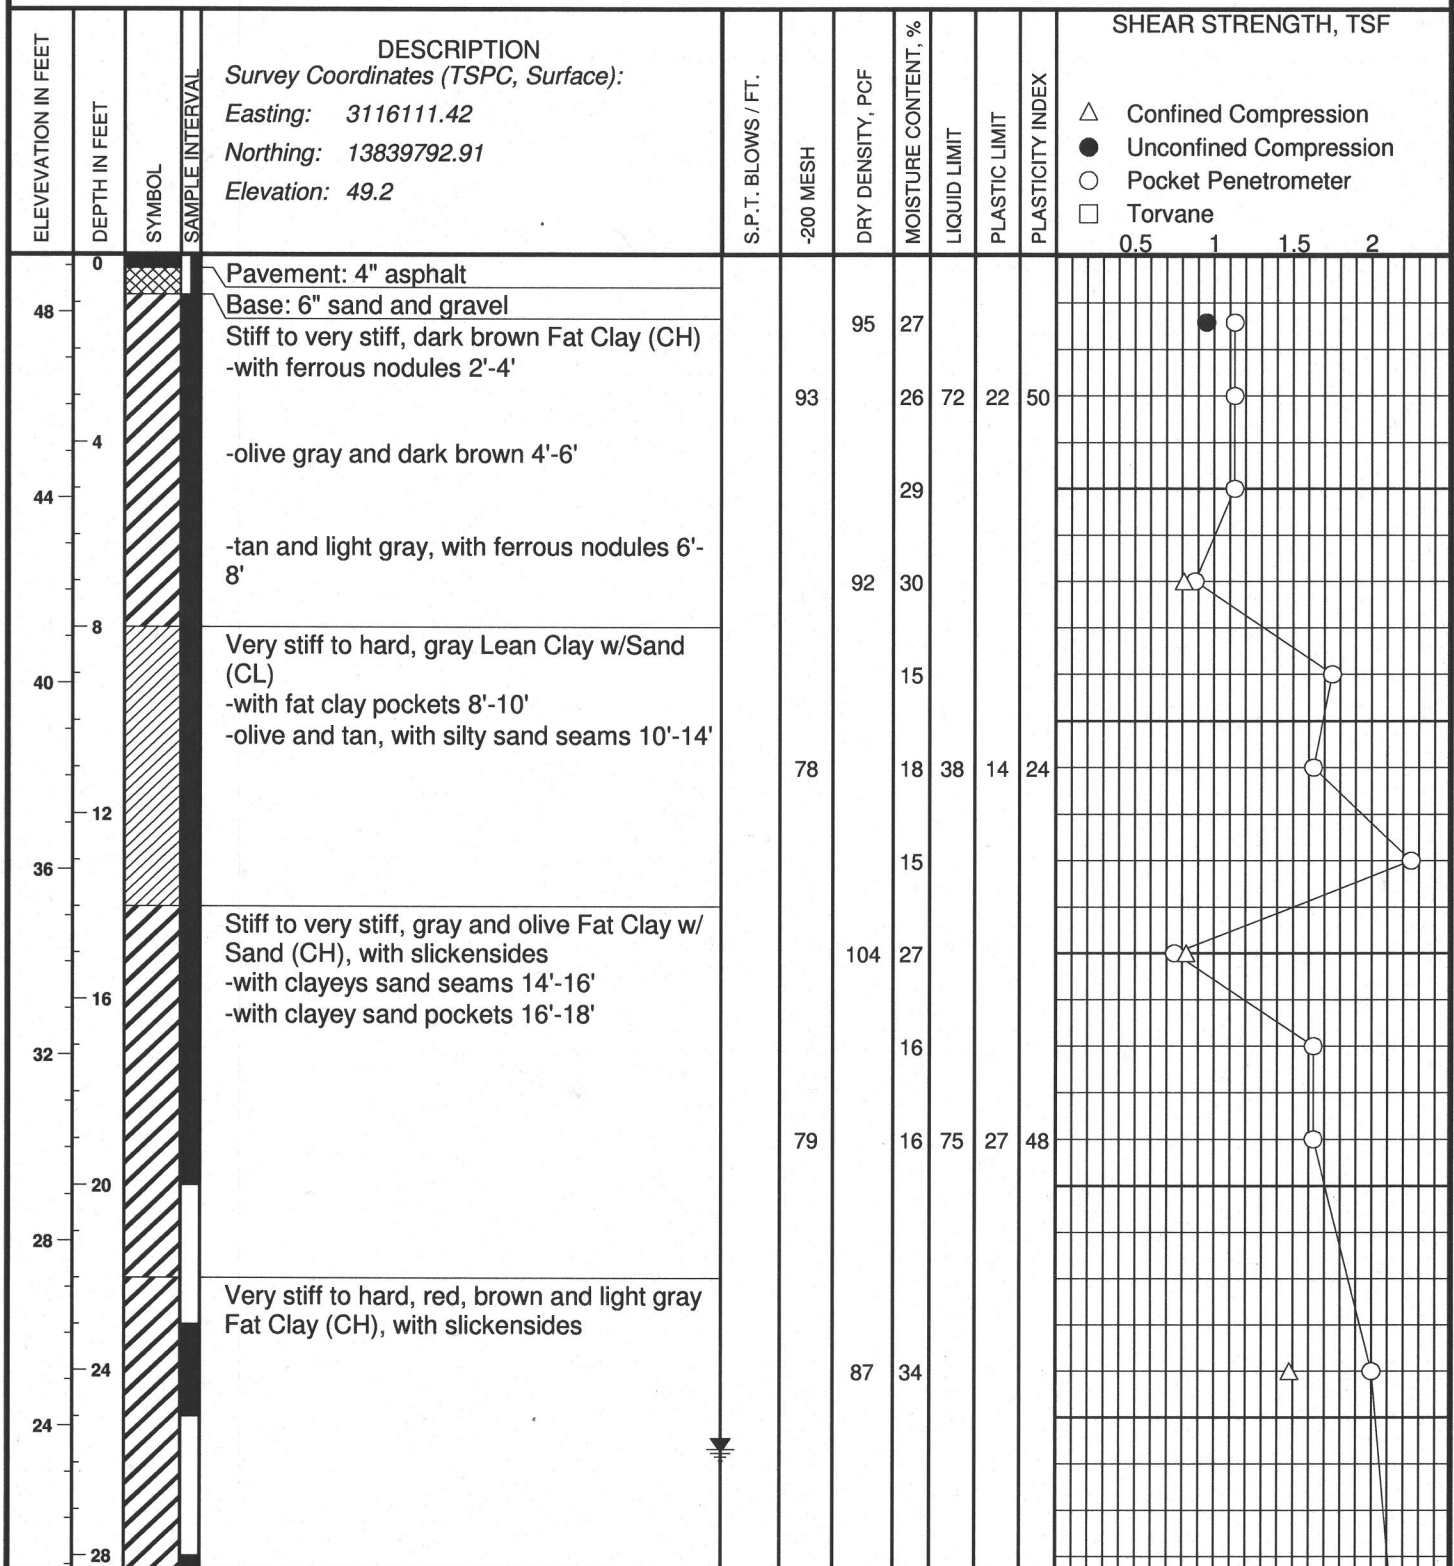 ELEVEVATION IN FEET
DEPTH IN FEET
SYMBOL
SAMPLE INTERVAL
DESCRIPTION
Survey Coordinates (TSPC, Surface):
Easting: 3116111.42
Northing: 13839792.91
Elevation: 49.2
S.P.T. BLOWS / FT.
-200 MESH
DRY DENSITY, PCF
MOISTURE CONTENT, %
LIQUID LIMIT
PLASTIC LIMIT
PLASTICITY INDEX
SHEAR STRENGTH, TSF
Confined Compression
Unconfined Compression
Pocket Penetrometer
Torvane
0.5 1 1.5 2
0
Pavement: 4" asphalt
Base: 6" sand and gravel
48
Stiff to very stiff, dark brown Fat Clay (CH)
95 27
-with ferrous nodules 2'-4'
93 26 72 22 50
4
-olive gray and dark brown 4'-6'
44
29
-tan and light gray, with ferrous nodules 6'-
8'
92 30
8
Very stiff to hard, gray Lean Clay w/Sand
(CL)
40
15
-with fat clay pockets 8'-10'
-olive and tan, with silty sand seams 10'-14'
78 18 38 14 24
12
36
15
Stiff to very stiff, gray and olive Fat Clay w/
Sand (CH), with slickensides
104 27
-with clayeys sand seams 14'-16'
16
-with clayey sand pockets 16'-18'
32
16
79 16 75 27 48
20
28
Very stiff to hard, red, brown and light gray
Fat Clay (CH), with slickensides
24
87 34
24
28